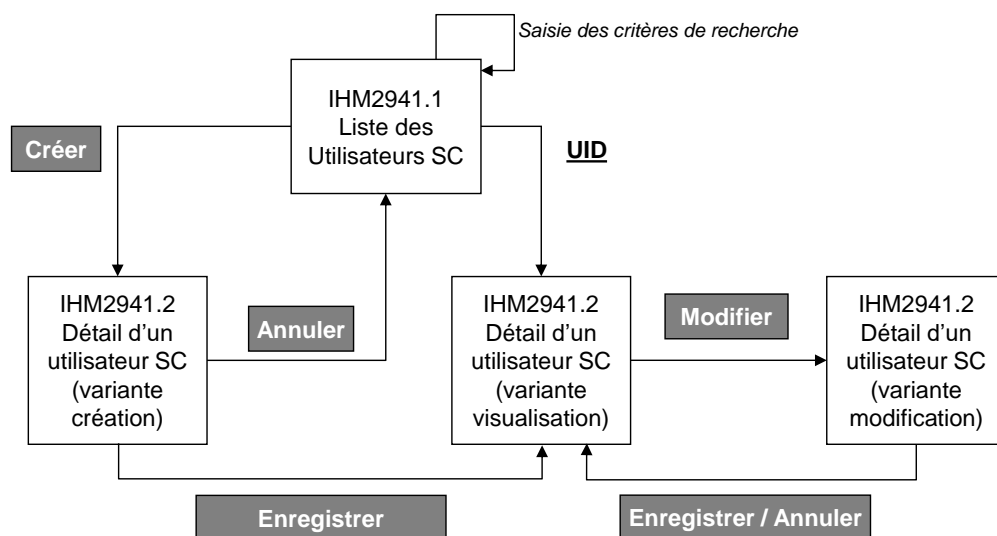 Saisie des critères de recherche
IHM2941.1
Liste des
Utilisateurs SC
Créer
UID
IHM2941.2
Détail d'un
utilisateur SC
(variante
création)
Annuler
IHM2941.2
Détail d'un
utilisateur SC
(variante
visualisation)
Modifier
IHM2941.2
Détail d'un
utilisateur SC
(variante
modification)
Enregistrer
Enregistrer / Annuler